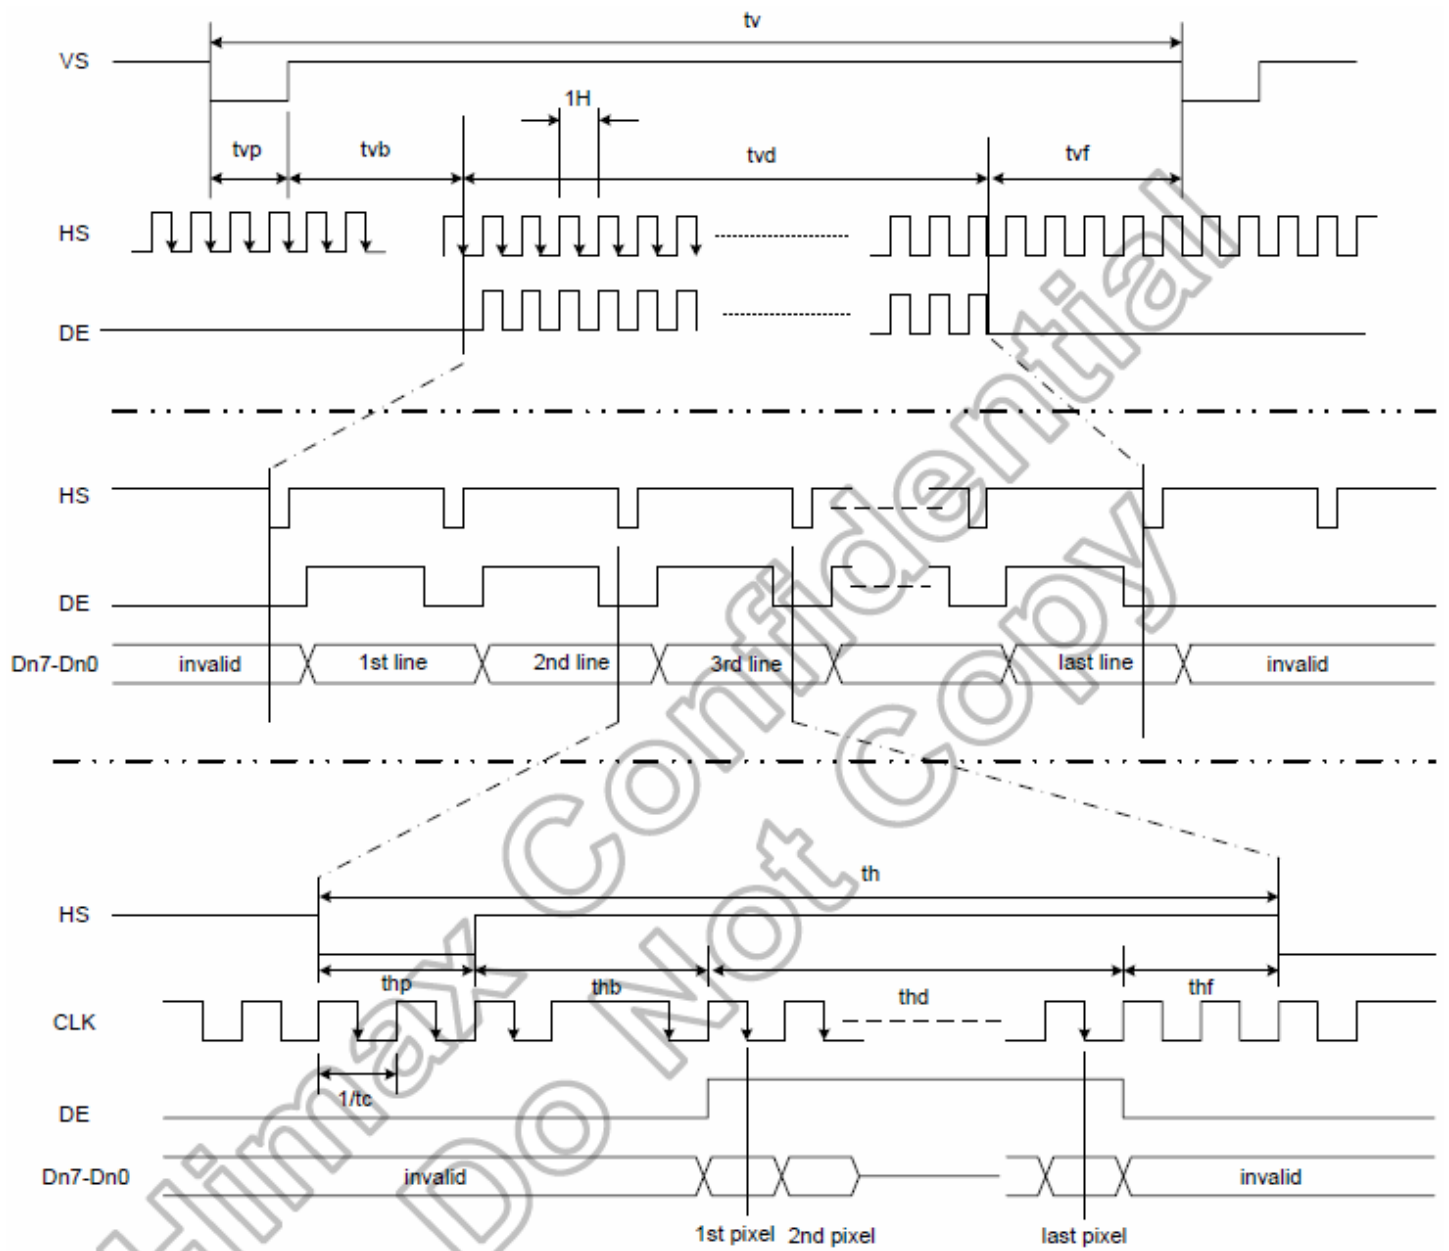 tv
VS
1H
tvp
tvb
tvd
tvf
HS
DE
HS
DE
Dn7-Dn0
invalid
1st line
2nd line
3rd line
last line
invalid
th
HS
thp
thb
thd
thf
CLK
1/tc
DE
Dn7-Dn0
invalid
invalid
1st pixel
2nd pixel
last pixel
Himax Confidential
Do Not Copy